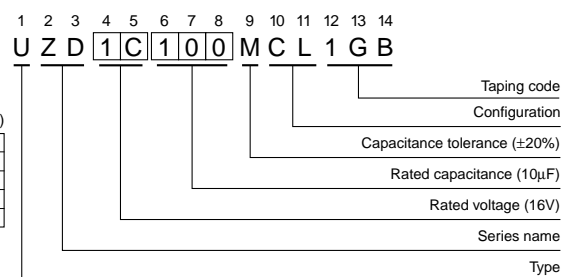 1 2 3 4 5 6 7 8 9 10 11 12 13 14
U Z D 1 C 1 0 0 M C L 1 G B
)
Taping code
Configuration
Capacitance tolerance (±20%)
Rated capacitance (10µF)
Rated voltage (16V)
Series name
Type